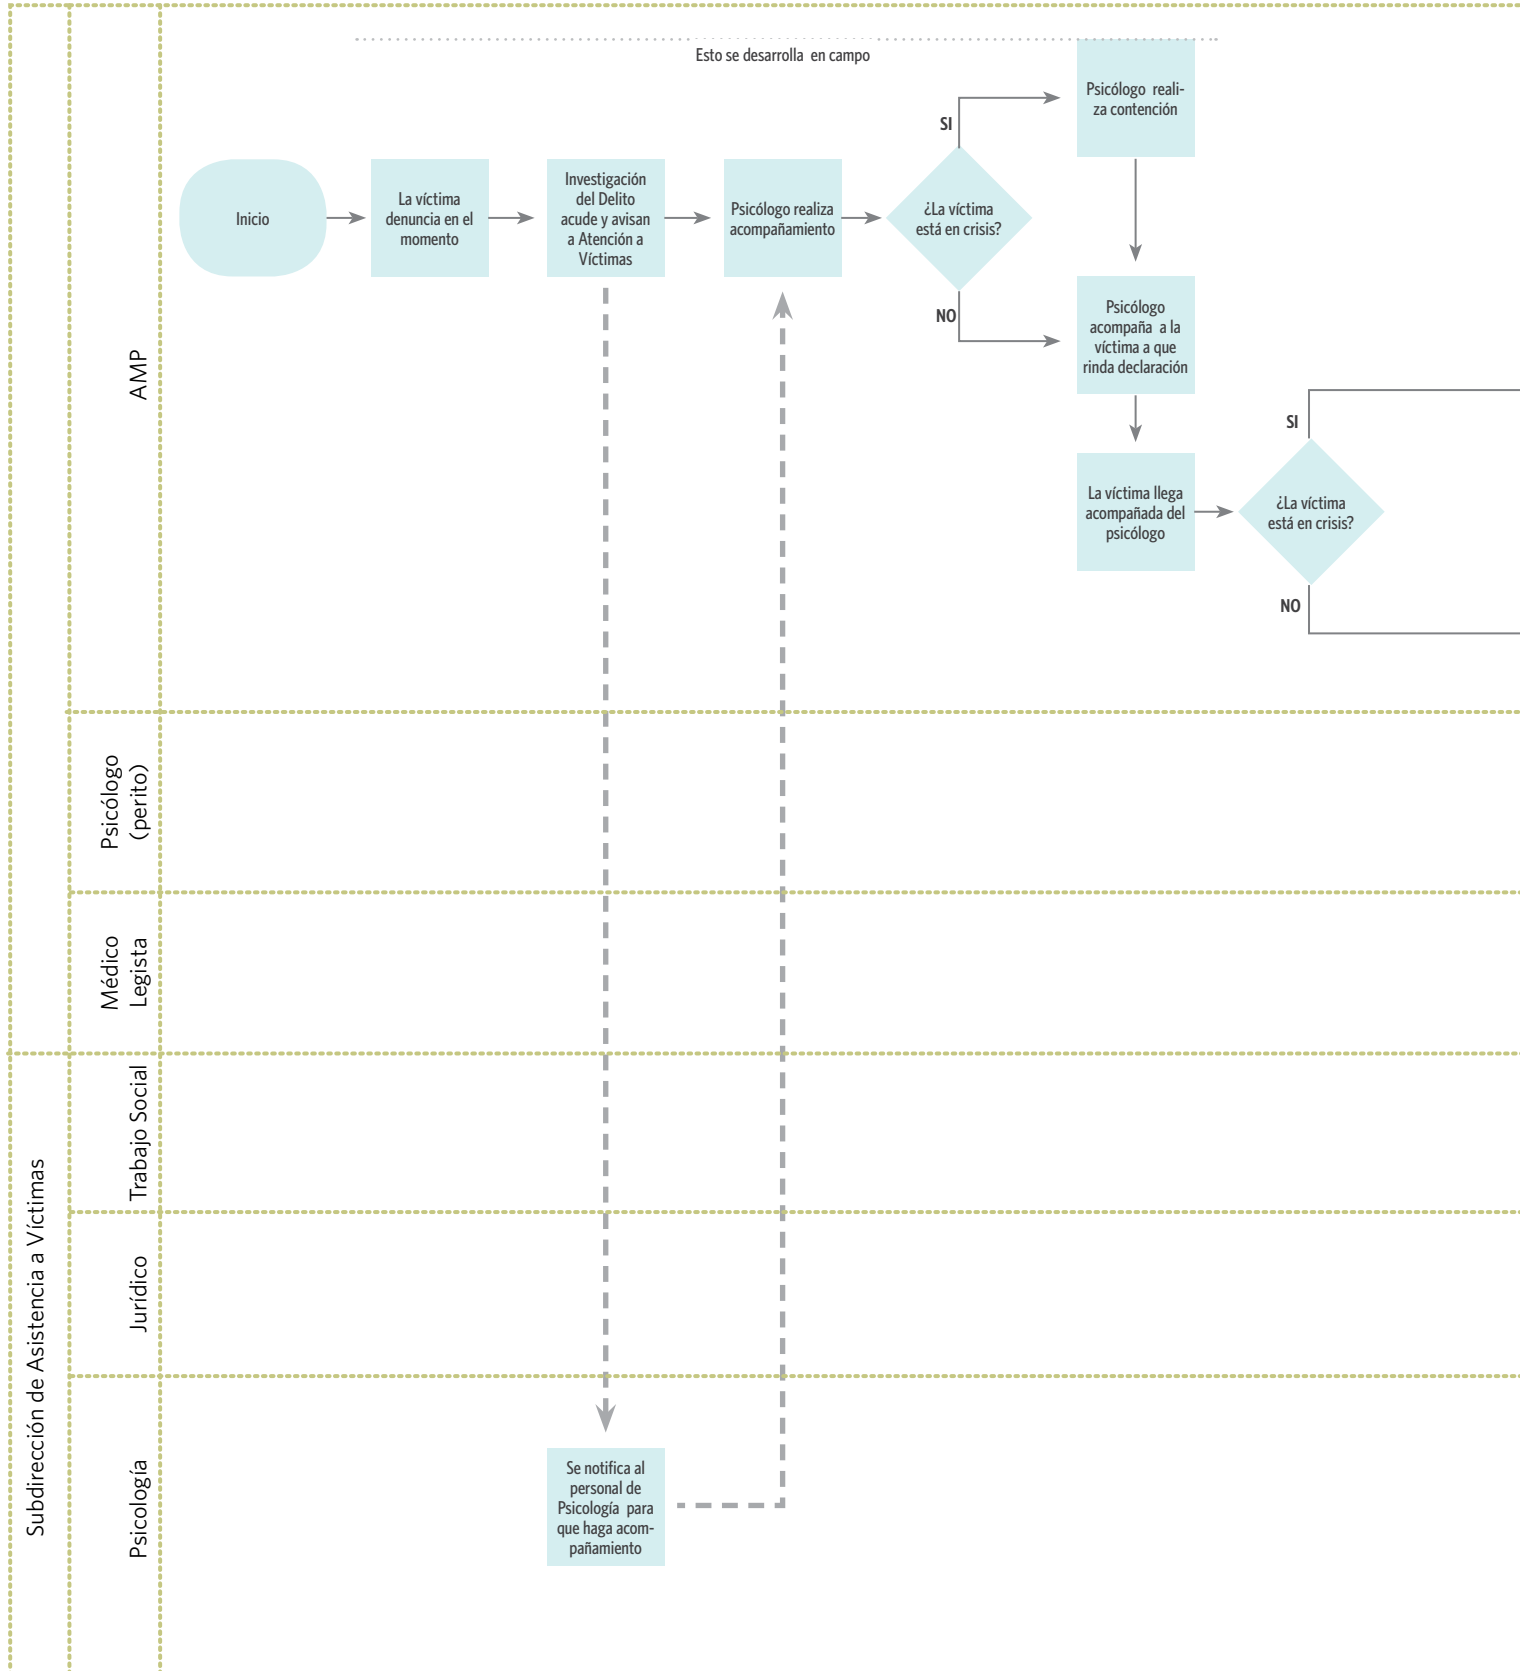 Esto se desarrolla en campo
Psicólogo reali-
za contención
SI
Inicio
La víctima
denuncia en el
momento
Investigación
del Delito
acude y avisan
a Atención a
Víctimas
Psicólogo realiza
acompañamiento
¿La víctima
está en crisis?
NO
Psicólogo
acompaña a la
víctima a que
rinda declaración
AMP
SI
La víctima llega
acompañada del
psicólogo
¿La víctima
está en crisis?
NO
Psicólogo
(perito)
Médico
Legista
Subdirección de Asistencia a Víctimas
Trabajo Social
Jurídico
Psicología
Se notifica al
personal de
Psicología para
que haga acom-
pañamiento